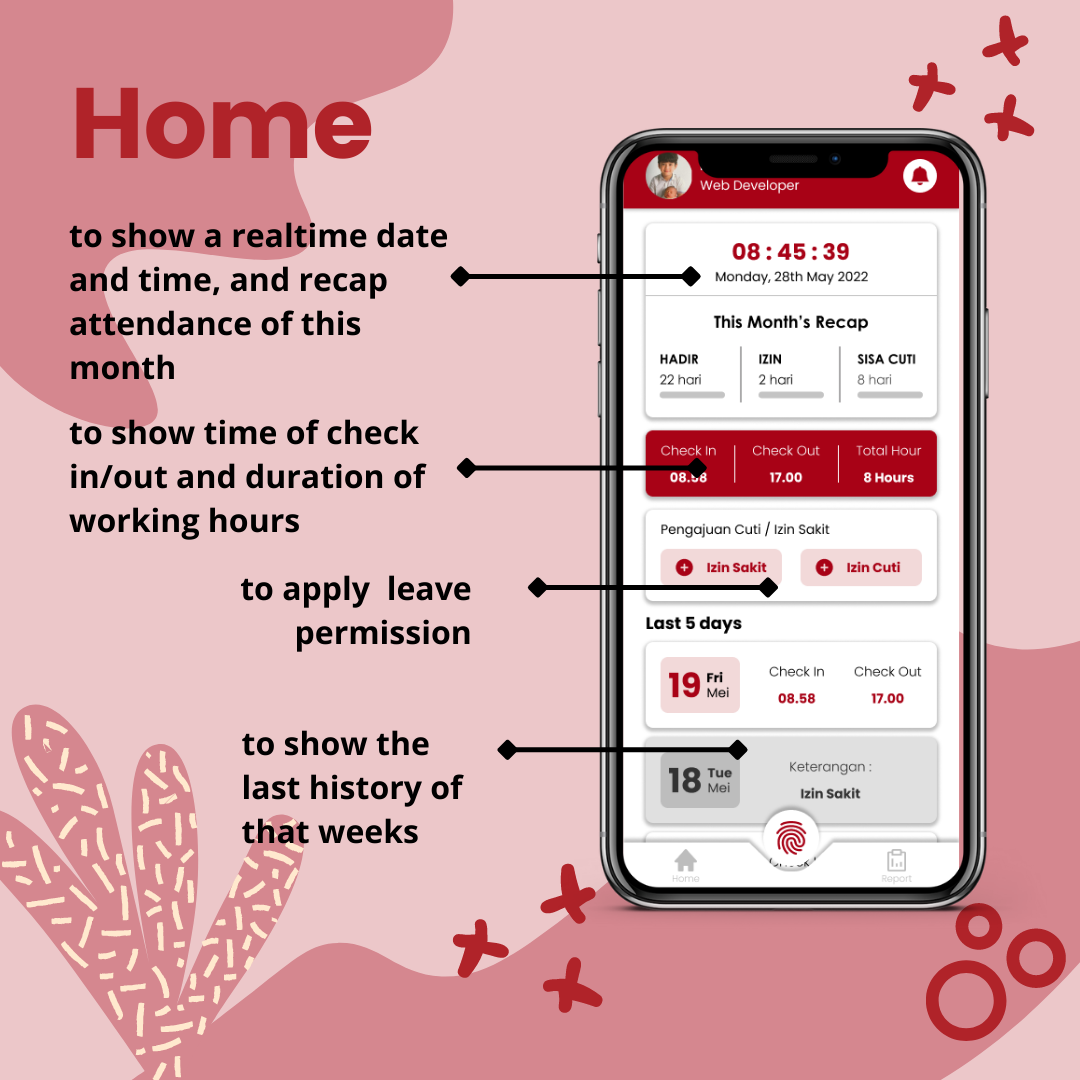 Home
to show a realtime date
and time, and recap
attendance of this
month
to show time of check
in/out and duration of
working hours
to apply leave
permission
to show the
last history of
that weeks
Web Developer
08 : 45 : 39
Monday, 28th May 2022
This Month's Recap
HADIR IZIN SISA CUTI
22 hari 2 hari 8 hari
Check In Check Out Total Hour
17.00 8 Hours
Pengajuan Cuti / Izin Sakit
Izin Sakit Izin Cuti
Last 5 days
19 Fri Mei Check In Check Out
08.58 17.00
18 Tue Mei Keterangan :
Izin Sakit
Home Report